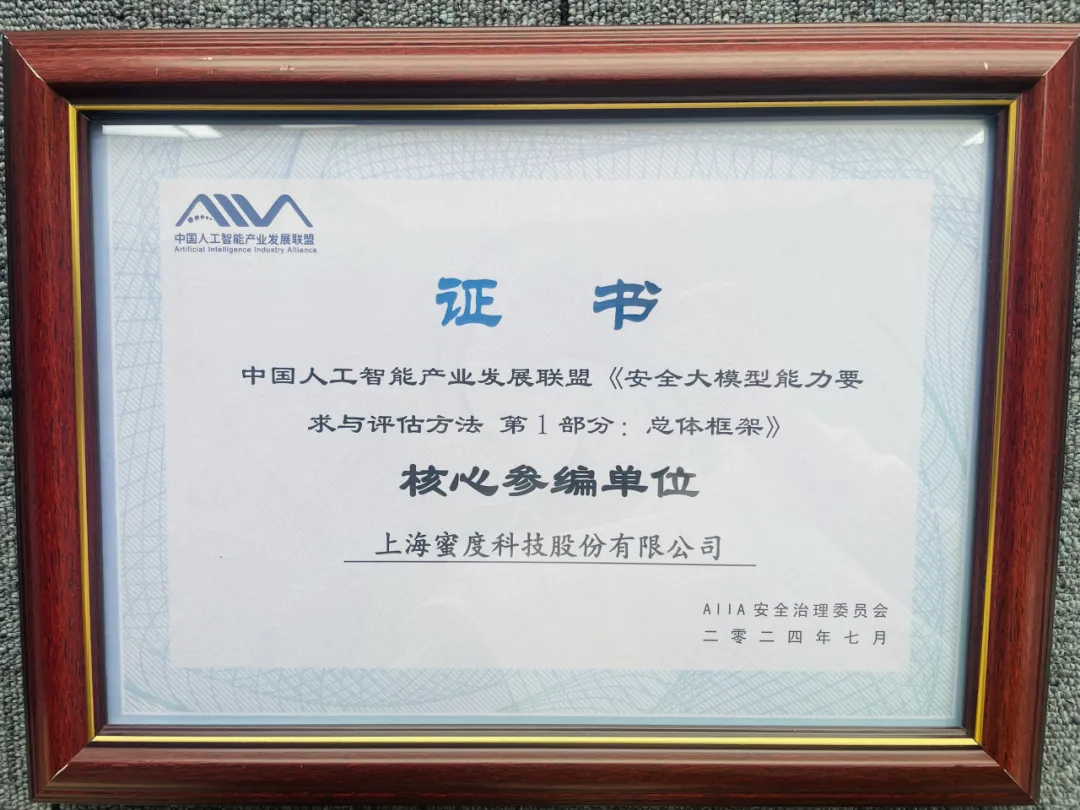 AIIA
中国人工智能产业发展联盟
Artificial Intelligence Industry Alliance
证 书
中国人工智能产业发展联盟《安全大模型能力要
求与评估方法 第1部分：总体框架》
核心参编单位
上海蜜度科技股份有限公司
AIIA安全治理委员会
二零二四年七月